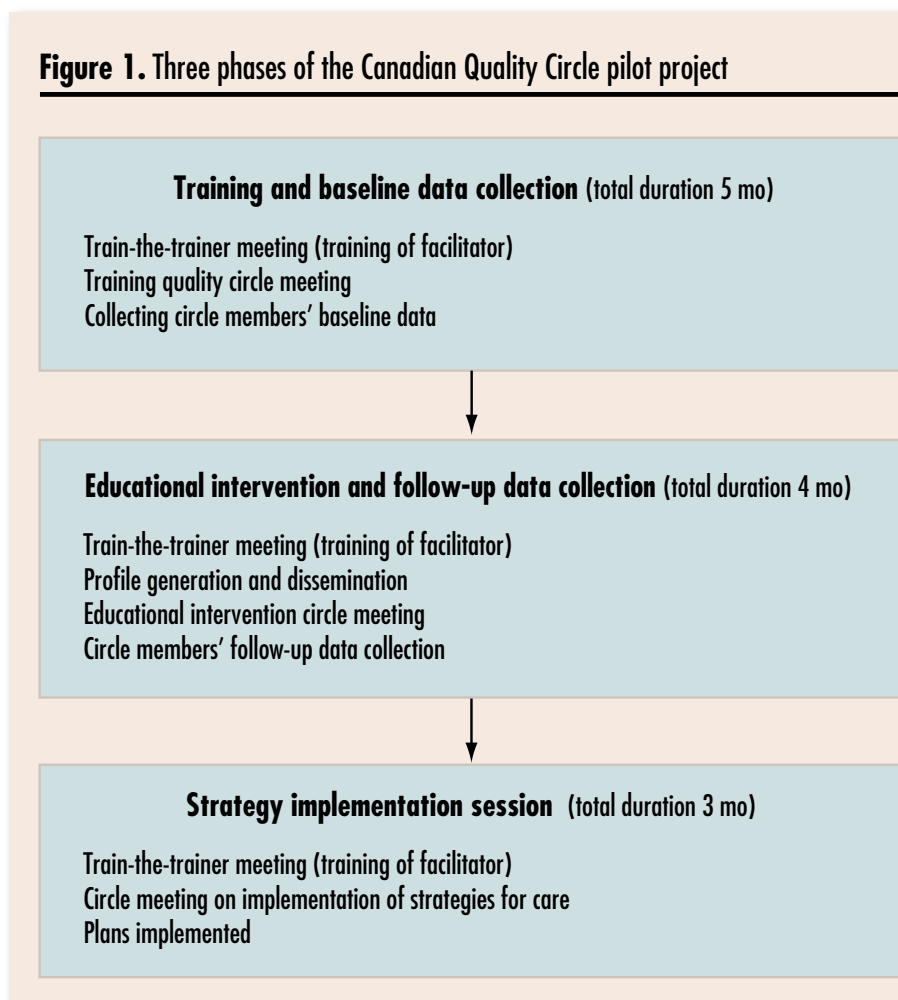 Figure 1. Three phases of the Canadian Quality Circle pilot project
Training and baseline data collection (total duration 5 mo)
Train-the-trainer meeting (training of facilitator)
Training quality circle meeting
Collecting circle members’ baseline data
Educational intervention and follow-up data collection (total duration 4 mo)
Train-the-trainer meeting (training of facilitator)
Profile generation and dissemination
Educational intervention circle meeting
Circle members’ follow-up data collection
Strategy implementation session (total duration 3 mo)
Train-the-trainer meeting (training of facilitator)
Circle meeting on implementation of strategies for care
Plans implemented